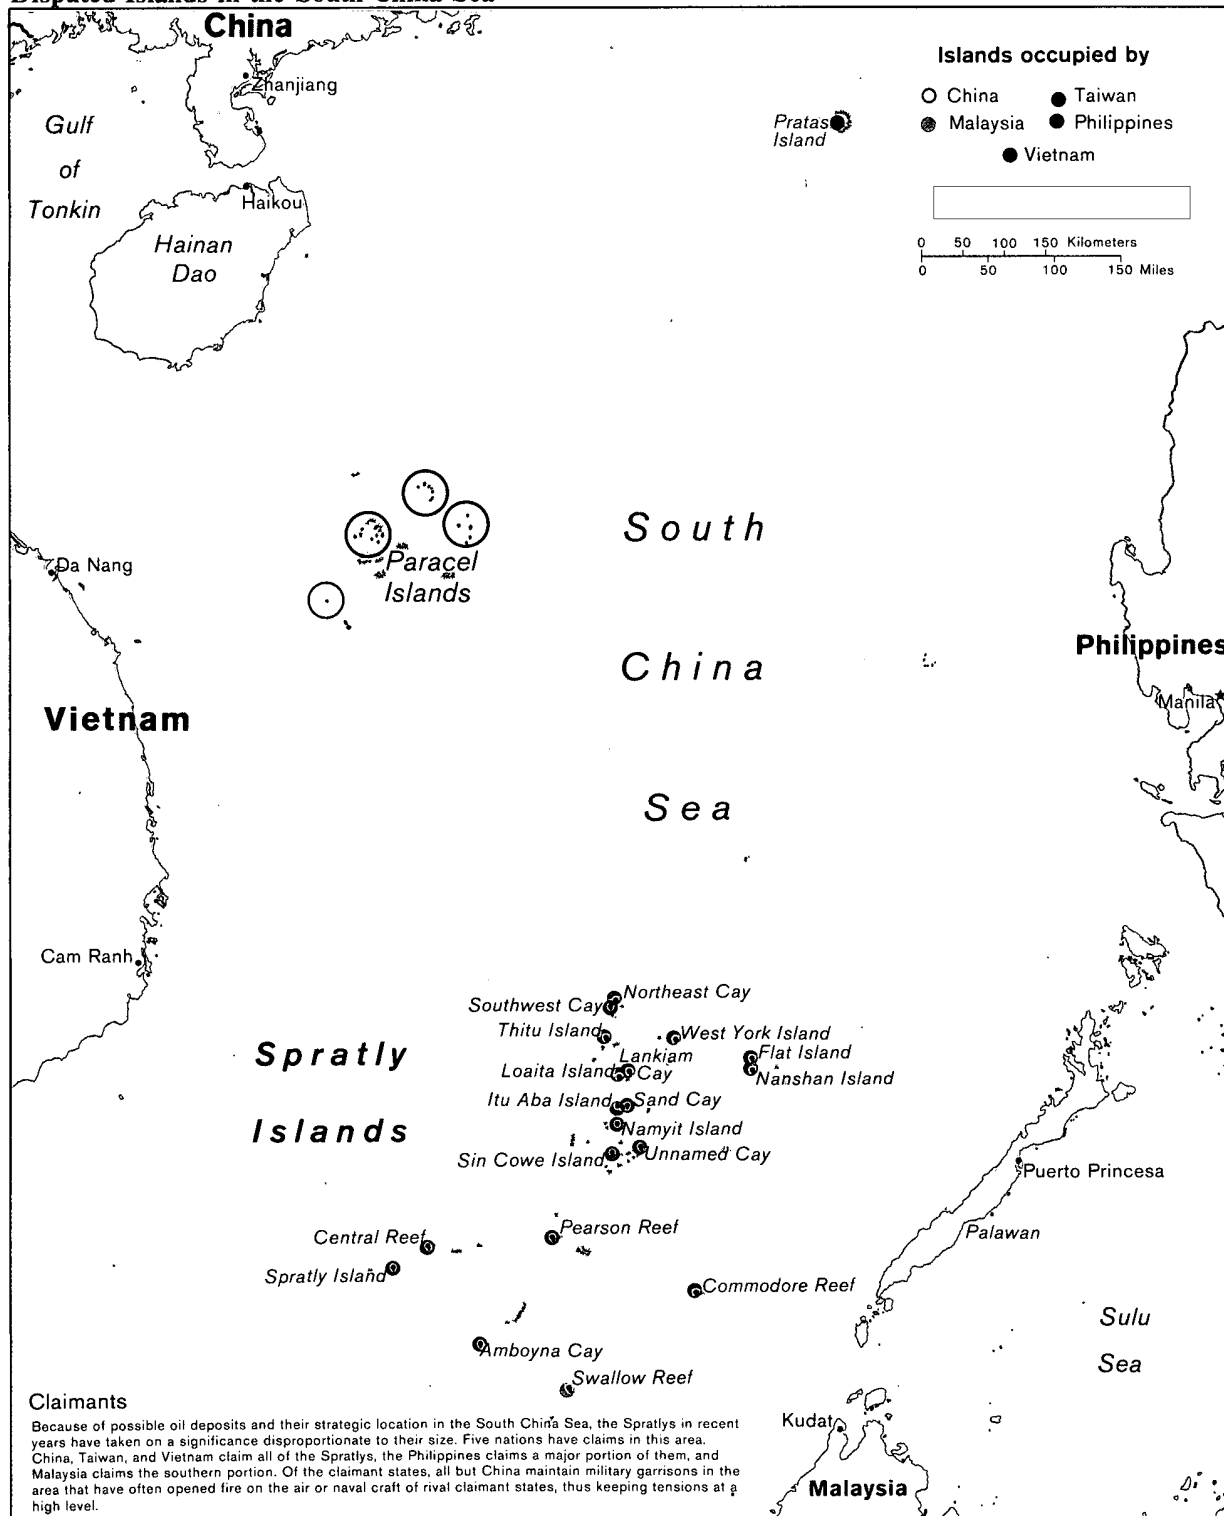 Disputed Islands in the South China Sea
China
Zhanjiang
Gulf
of
Tonkin
Haikou
Hainan
Dao
Pratas
Island
Islands occupied by
China
Taiwan
Malaysia
Philippines
Vietnam
0 50 100 150 Kilometers
0 50 100 150 Miles
South
China
Sea
Paracel
Islands
Da Nang
Vietnam
Cam Ranh
Philippines
Manila
Northeast Cay
Southwest Cay
Thitu Island
West York Island
Lankiam
Cay
Flat Island
Loaita Island
Nanshan Island
Spratly
Islands
Itu Aba Island
Sand Cay
Namyit Island
Sin Cowe Island
Unnamed Cay
Puerto Princesa
Palawan
Central Reef
Pearson Reef
Spratly Island
Commodore Reef
Amboyna Cay
Swallow Reef
Sulu
Sea
Kudat
Malaysia
Claimants
Because of possible oil deposits and their strategic location in the South China Sea, the Spratlys in recent
years have taken on a significance disproportionate to their size. Five nations have claims in this area.
China, Taiwan, and Vietnam claim all of the Spratlys, the Philippines claims a major portion of them, and
Malaysia claims the southern portion. Of the claimant states, all but China maintain military garrisons in the
area that have often opened fire on the air or naval craft of rival claimant states, thus keeping tensions at a
high level.